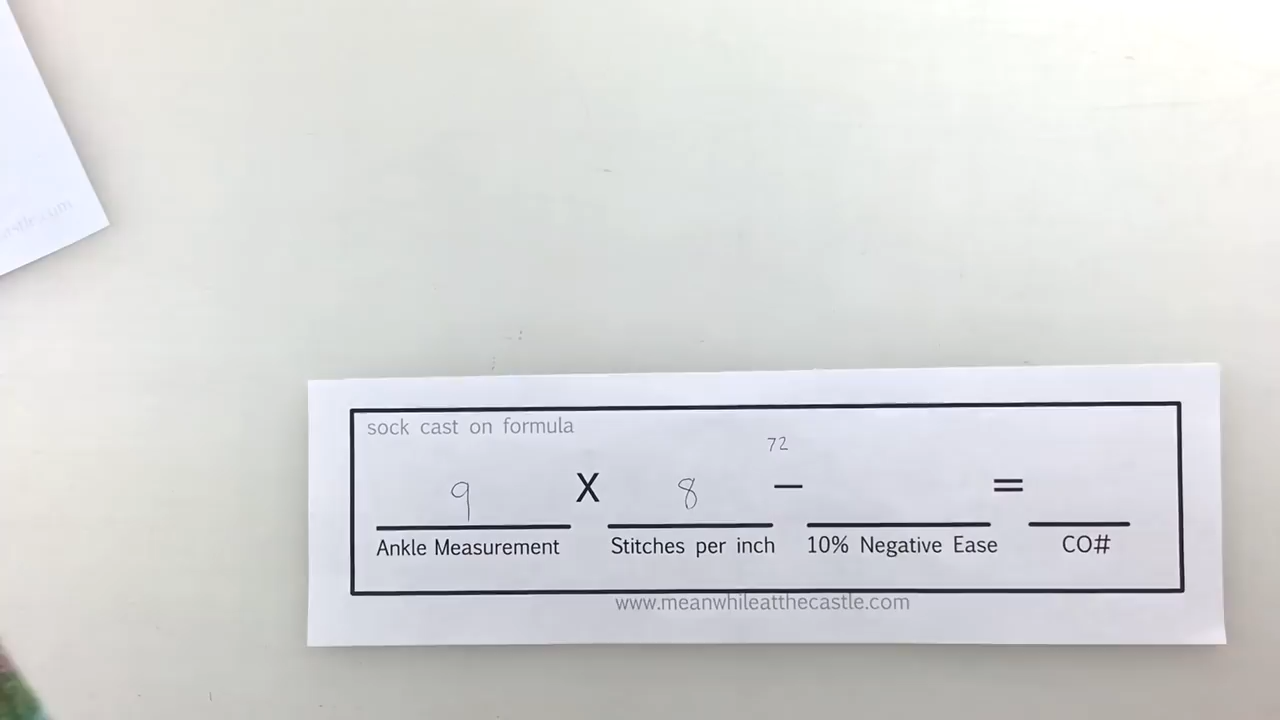 sock cast on formula
72
9 X 8 – =
Ankle Measurement Stitches per inch 10% Negative Ease CO#
www.meanwhileatthecastle.com